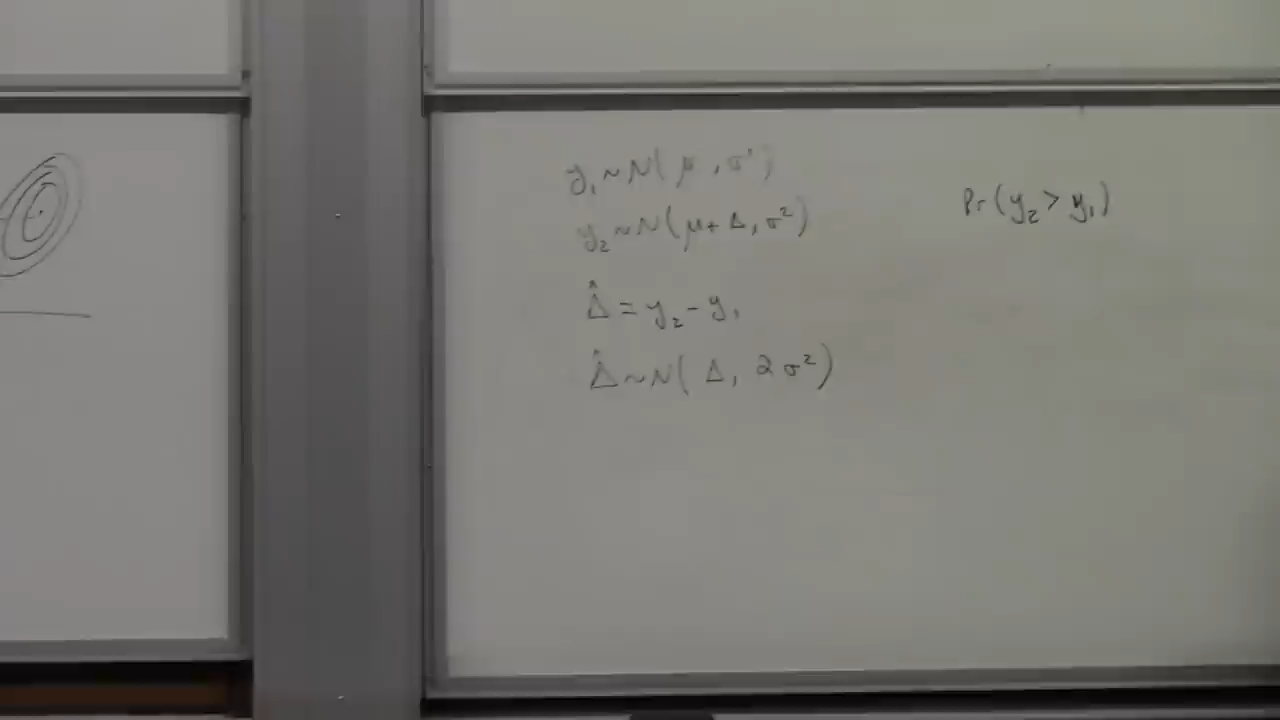 y₁ ~ N(μ, σ²)
y₂ ~ N(μ + Δ, σ²)
Pr(y₂ > y₁)
Δ̂ = y₂ - y₁
Δ̂ ~ N(Δ, 2σ²)